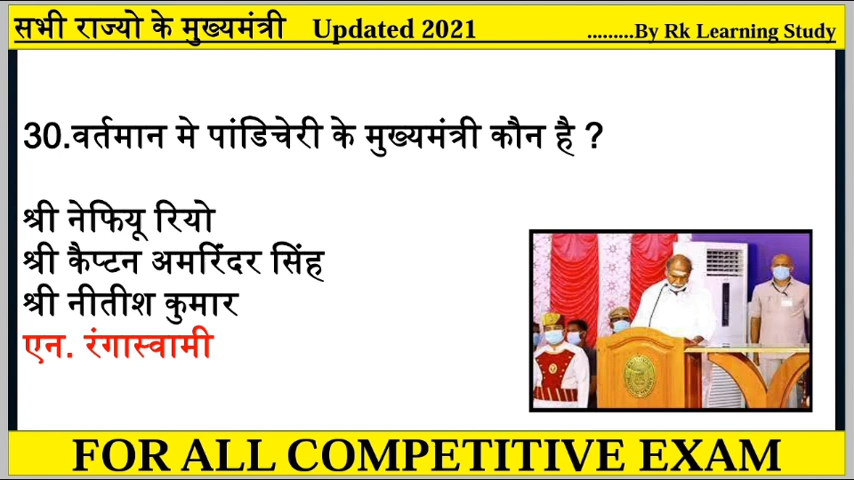 सभी राज्यो के मुख्यमंत्री Updated 2021 .........By Rk Learning Study
30.वर्तमान मे पांडिचेरी के मुख्यमंत्री कौन है ?
श्री नेफियू रियो
श्री कैप्टन अमरिंदर सिंह
श्री नीतीश कुमार
एन. रंगास्वामी
FOR ALL COMPETITIVE EXAM